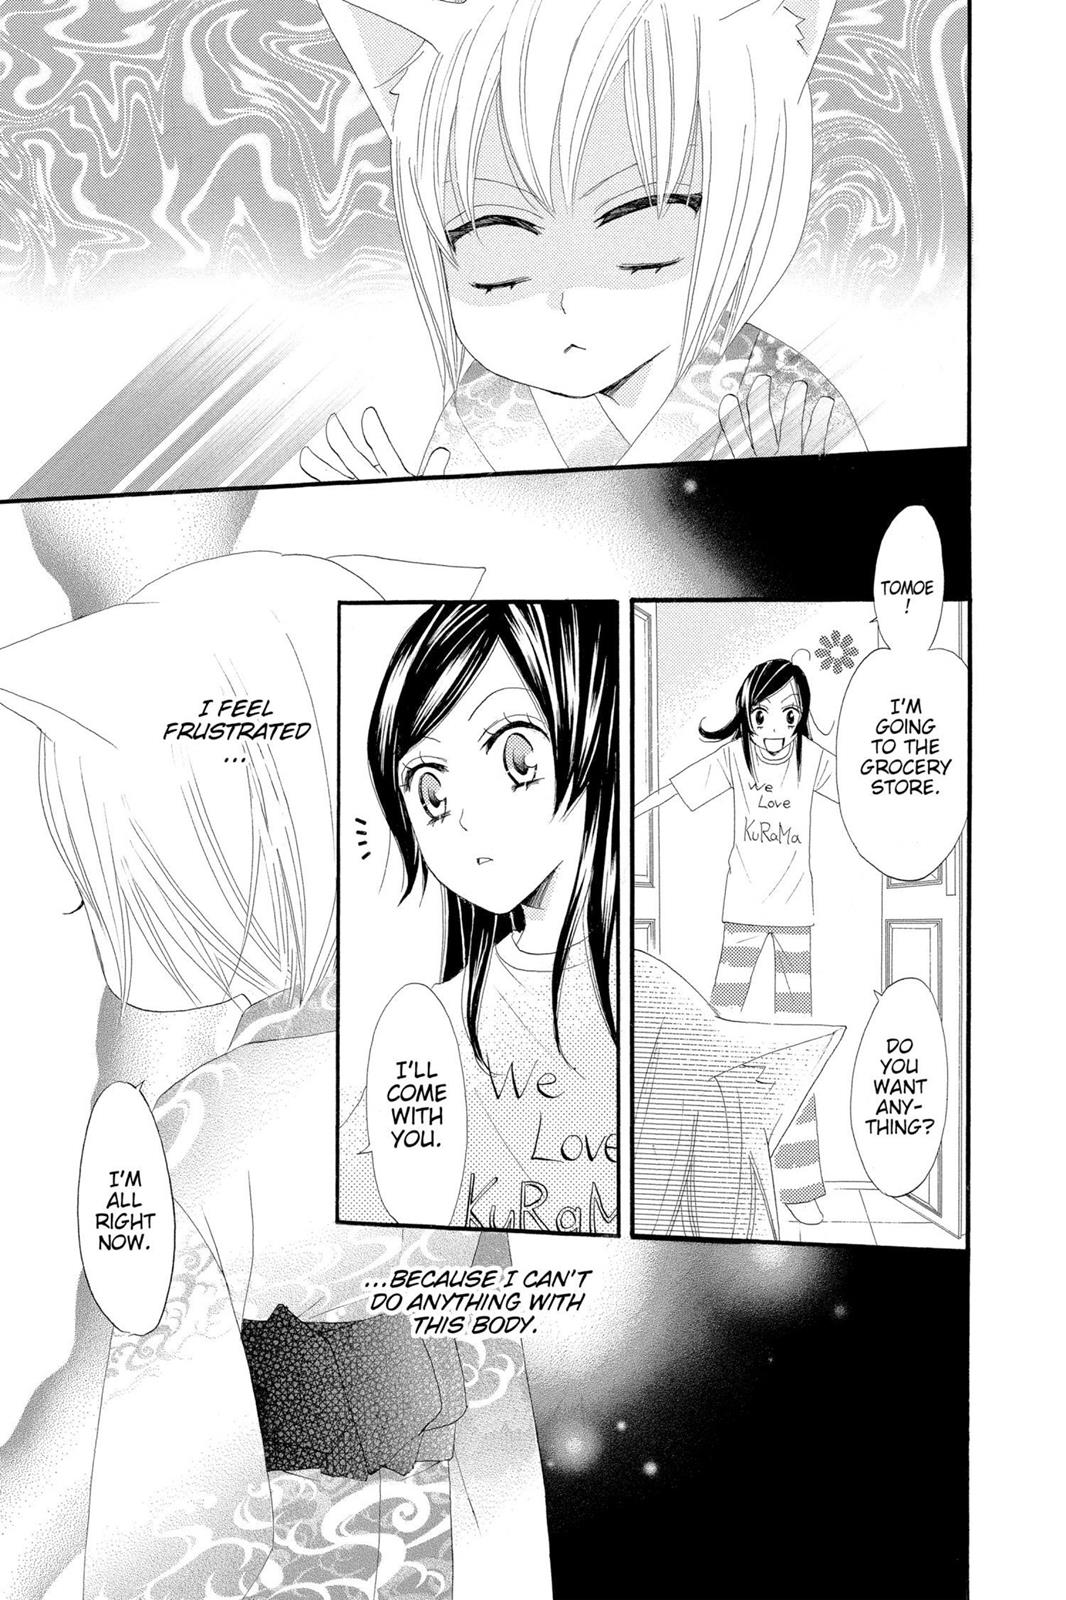 TOMOE
!
I'M
GOING
TO THE
GROCERY
STORE.
We
Love
KuRaMa
DO
YOU
WANT
ANY-
THING?
I'LL
COME
WITH
YOU.
We
Love
KuRaM
I FEEL
FRUSTRATED
...
I'M
ALL
RIGHT
NOW.
...BECAUSE I CAN'T
DO ANYTHING WITH
THIS BODY.